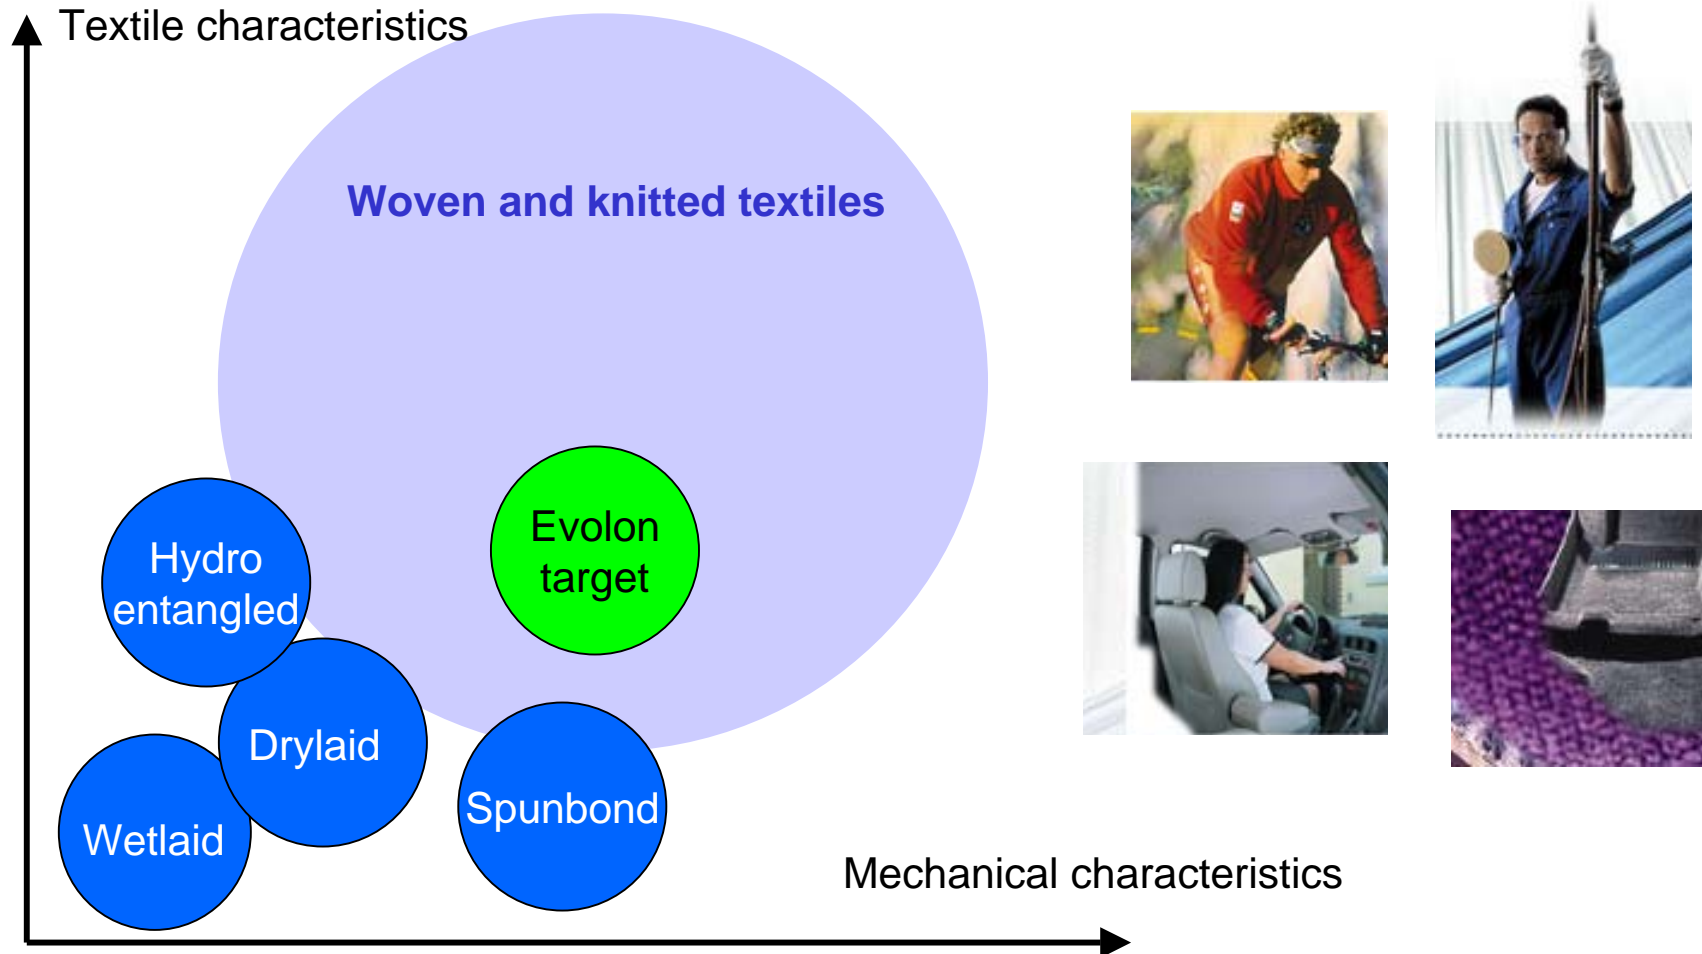 Textile characteristics
Woven and knitted textiles
Evolon
target
Hydro
entangled
Drylaid
Spunbond
Wetlaid
Mechanical characteristics